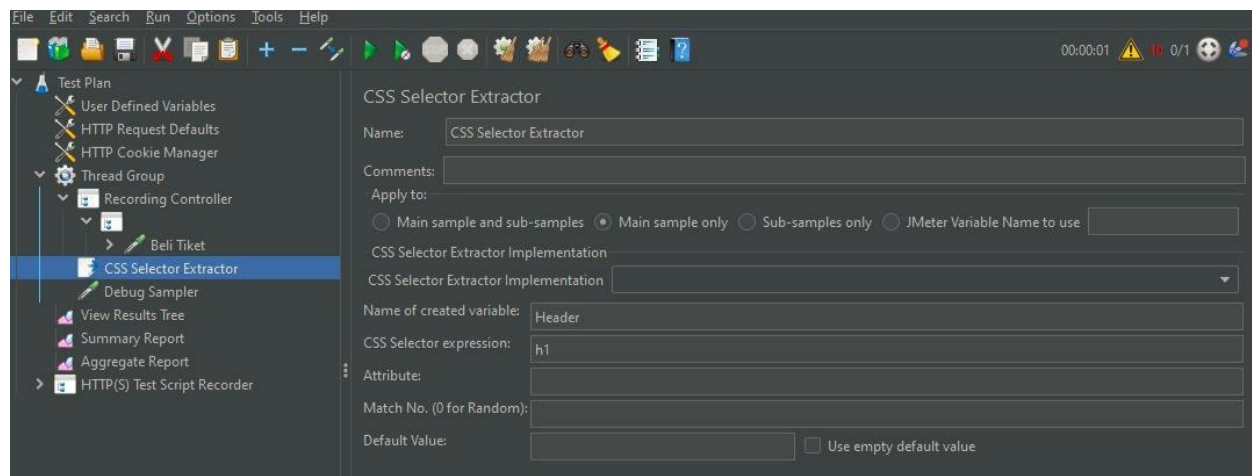 File Edit Search Run Options Tools Help
00:00:01 10 0/1
Test Plan
User Defined Variables
HTTP Request Defaults
HTTP Cookie Manager
Thread Group
Recording Controller
Beli Tiket
CSS Selector Extractor
Debug Sampler
View Results Tree
Summary Report
Aggregate Report
HTTP(S) Test Script Recorder
CSS Selector Extractor
Name: CSS Selector Extractor
Comments:
Apply to:
Main sample and sub-samples Main sample only Sub-samples only JMeter Variable Name to use
CSS Selector Extractor Implementation
CSS Selector Extractor Implementation
Name of created variable: Header
CSS Selector expression: h1
Attribute:
Match No. (0 for Random):
Default Value: Use empty default value